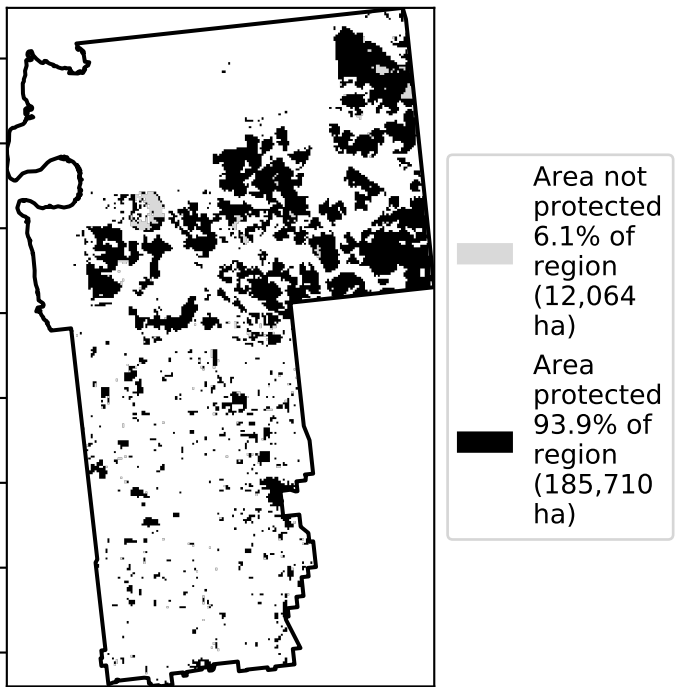 Area not
protected
6.1% of
region
(12,064
ha)
Area
protected
93.9% of
region
(185,710
ha)